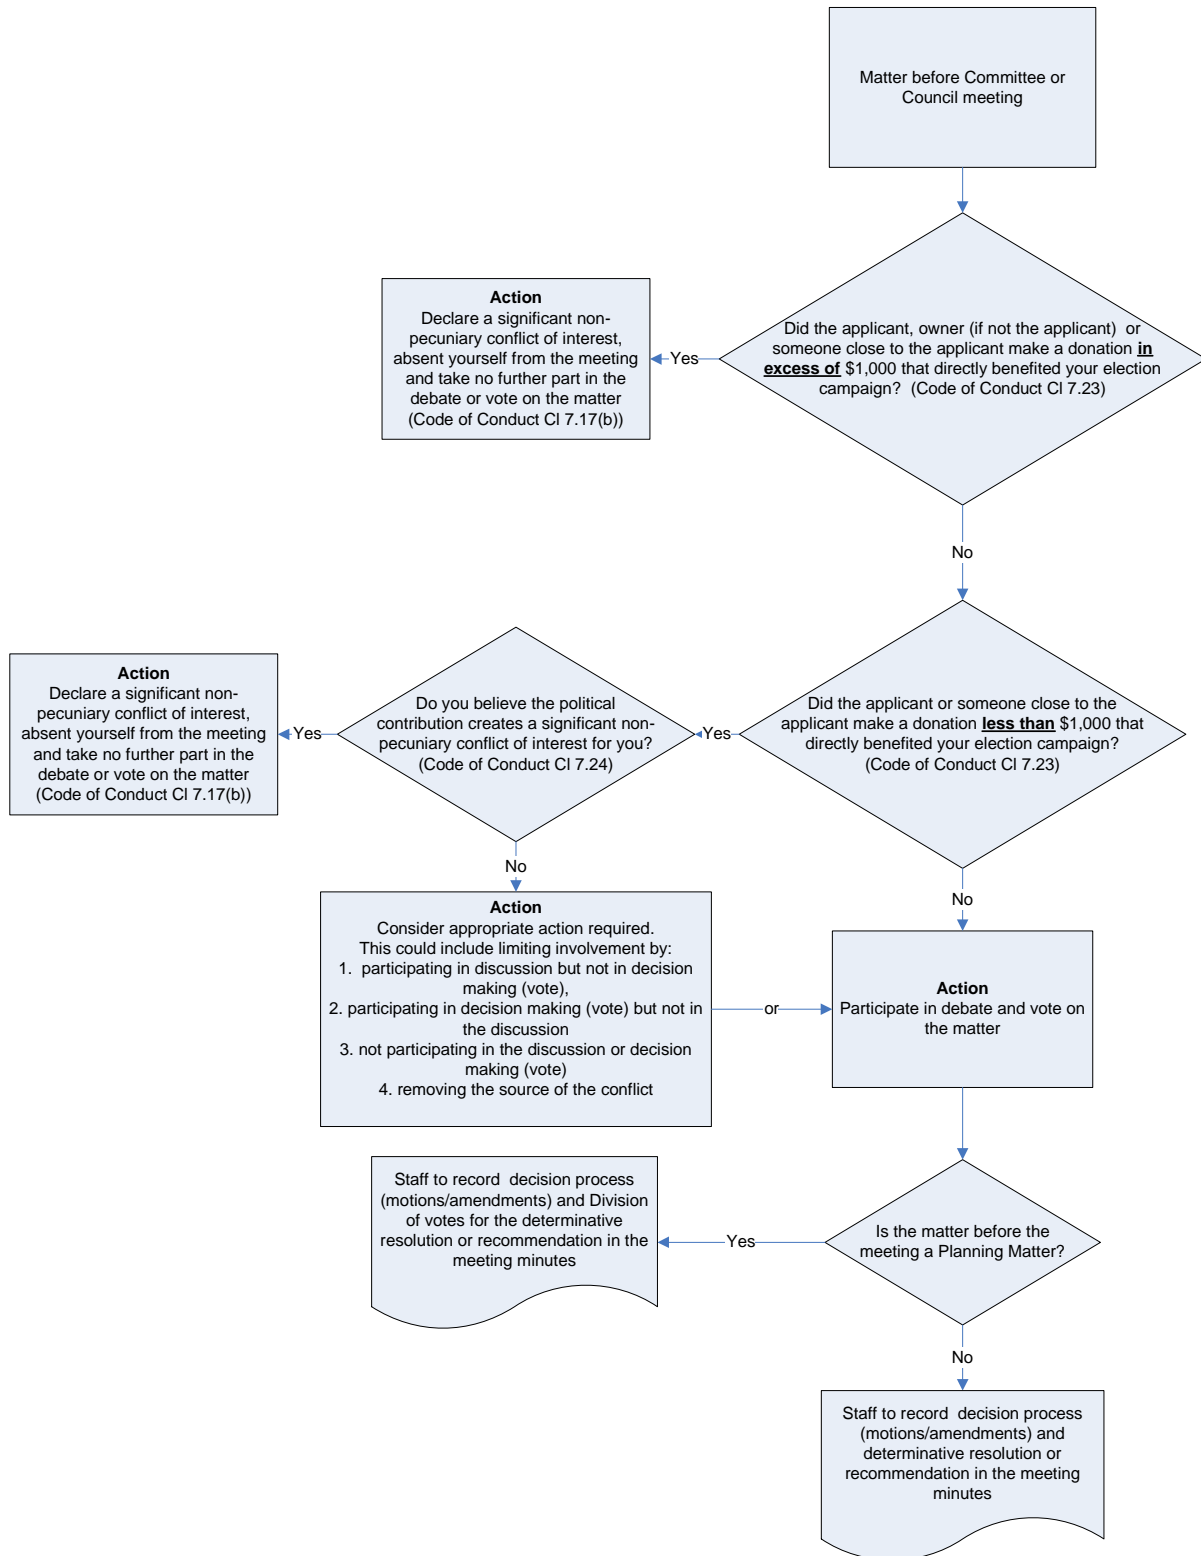 Matter before Committee or
Council meeting
Did the applicant, owner (if not the applicant) or
someone close to the applicant make a donation in
excess of $1,000 that directly benefited your election
campaign? (Code of Conduct Cl 7.23)
Yes
Action
Declare a significant non-
pecuniary conflict of interest,
absent yourself from the meeting
and take no further part in the
debate or vote on the matter
(Code of Conduct Cl 7.17(b))
No
Did the applicant or someone close to the
applicant make a donation less than $1,000 that
directly benefited your election campaign?
(Code of Conduct Cl 7.23)
Yes
Do you believe the political
contribution creates a significant non-
pecuniary conflict of interest for you?
(Code of Conduct Cl 7.24)
Yes
Action
Declare a significant non-
pecuniary conflict of interest,
absent yourself from the meeting
and take no further part in the
debate or vote on the matter
(Code of Conduct Cl 7.17(b))
No
Action
Consider appropriate action required.
This could include limiting involvement by:
1. participating in discussion but not in decision
making (vote),
2. participating in decision making (vote) but not in
the discussion
3. not participating in the discussion or decision
making (vote)
4. removing the source of the conflict
or
No
Action
Participate in debate and vote on
the matter
Is the matter before the
meeting a Planning Matter?
Yes
Staff to record decision process
(motions/amendments) and Division
of votes for the determinative
resolution or recommendation in the
meeting minutes
No
Staff to record decision process
(motions/amendments) and
determinative resolution or
recommendation in the meeting
minutes